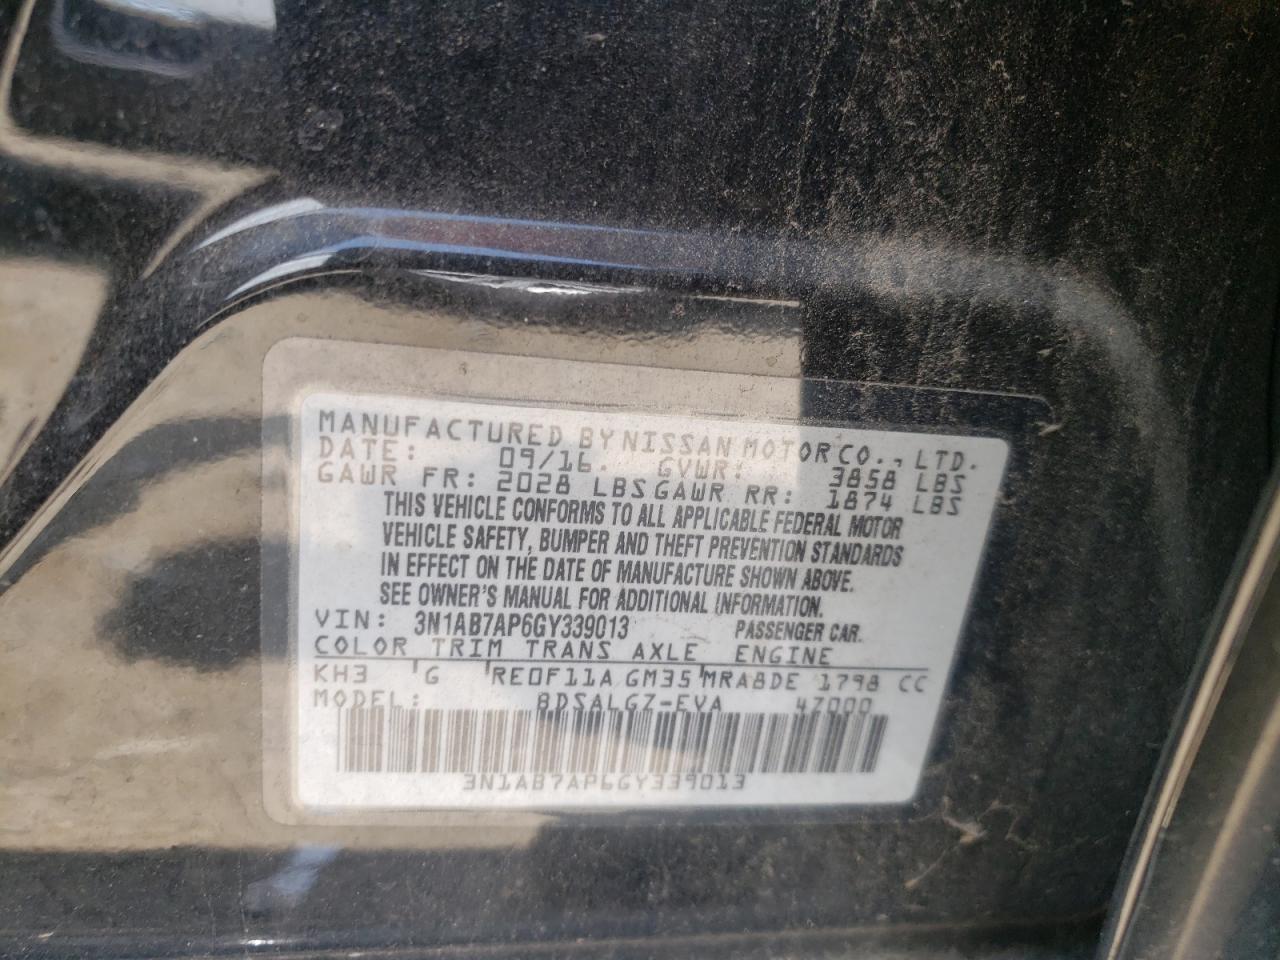 MANUFACTURED BY NISSAN MOTOR CO., LTD.
DATE: 09/16. GVWR: 3858 LBS
GAWR FR: 2028 LBS GAWR RR: 1874 LBS
THIS VEHICLE CONFORMS TO ALL APPLICABLE FEDERAL MOTOR
VEHICLE SAFETY, BUMPER AND THEFT PREVENTION STANDARDS
IN EFFECT ON THE DATE OF MANUFACTURE SHOWN ABOVE.
SEE OWNER'S MANUAL FOR ADDITIONAL INFORMATION.
VIN: 3N1AB7AP6GY339013 PASSENGER CAR.
COLOR TRIM TRANS AXLE ENGINE
KH3 G RE0F11A GM35 MRA8DE 1798 CC
MODEL: BDSALGZ-EVA 47000
3N1AB7AP6GY339013